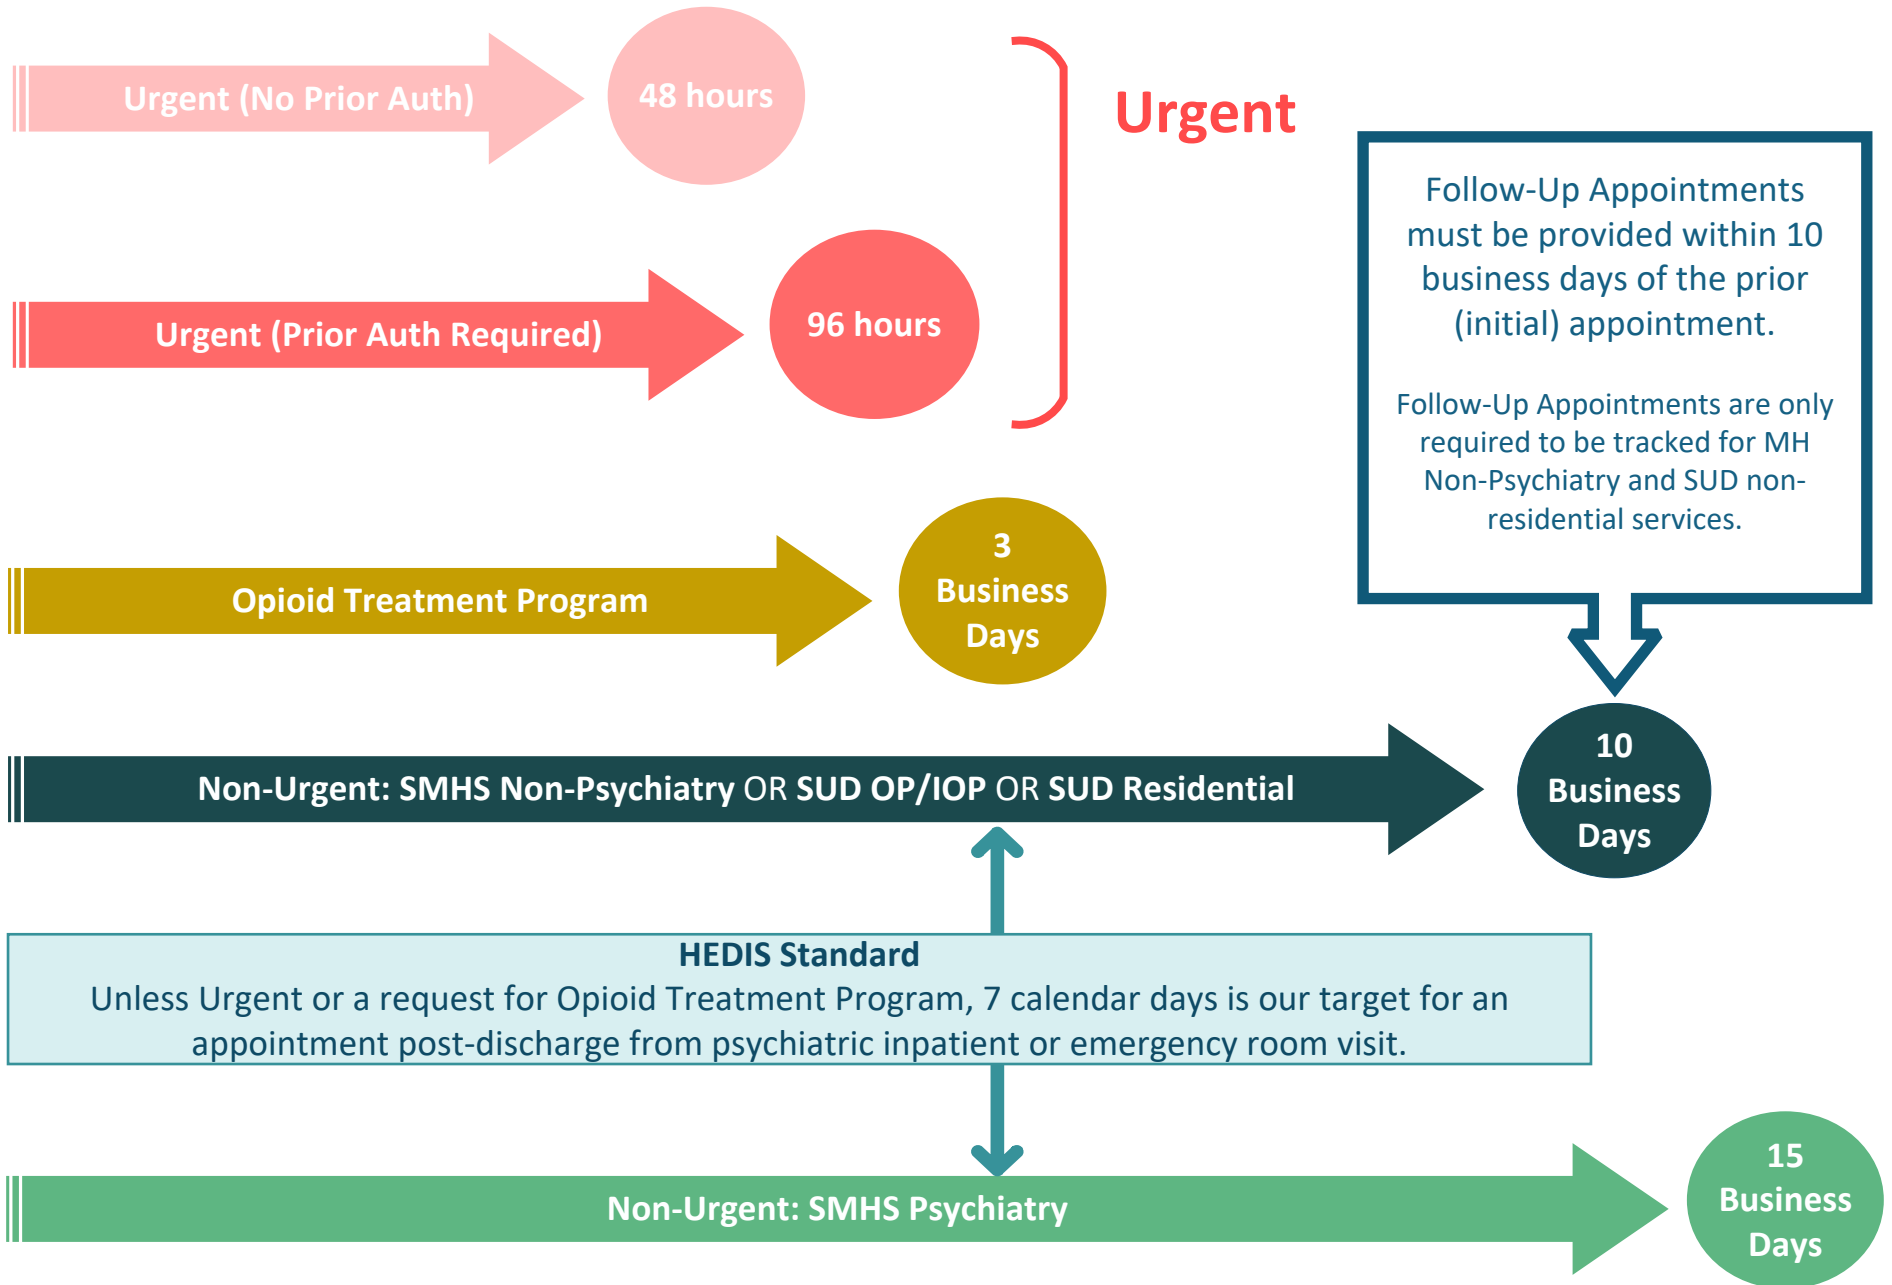 Urgent (No Prior Auth)
48 hours
Urgent
Urgent (Prior Auth Required)
96 hours
Follow-Up Appointments
must be provided within 10
business days of the prior
(initial) appointment.
Follow-Up Appointments are only
required to be tracked for MH
Non-Psychiatry and SUD non-
residential services.
Opioid Treatment Program
3
Business
Days
Non-Urgent: SMHS Non-Psychiatry OR SUD OP/IOP OR SUD Residential
10
Business
Days
HEDIS Standard
Unless Urgent or a request for Opioid Treatment Program, 7 calendar days is our target for an
appointment post-discharge from psychiatric inpatient or emergency room visit.
Non-Urgent: SMHS Psychiatry
15
Business
Days